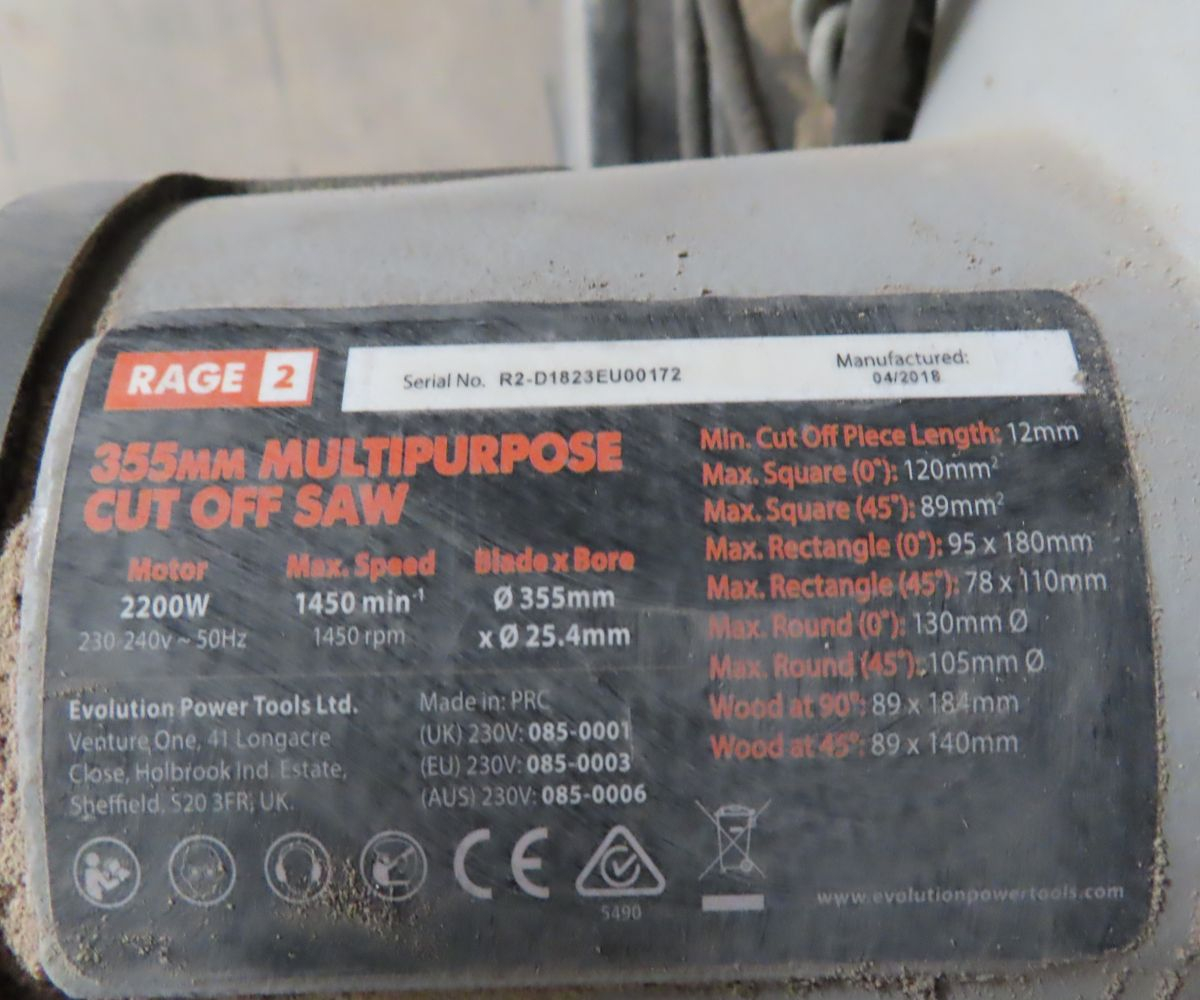 RAGE 2
Serial No. R2-D1823EU00172
Manufactured:
04/2018
355MM MULTIPURPOSE
CUT OFF SAW
Motor
2200W
230-240v ~ 50Hz
Max. Speed
1450 min-1
1450 rpm
Blade x Bore
Ø 355mm
x Ø 25.4mm
Min. Cut Off Piece Length: 12mm
Max. Square (0°): 120mm²
Max. Square (45°): 89mm²
Max. Rectangle (0°): 95 x 180mm
Max. Rectangle (45°): 78 x 110mm
Max. Round (0°): 130mm Ø
Max. Round (45°): 105mm Ø
Wood at 90°: 89 x 184mm
Wood at 45°: 89 x 140mm
Evolution Power Tools Ltd.
Venture One, 41 Longacre
Close, Holbrook Ind. Estate,
Sheffield, S20 3FR, UK.
Made in: PRC
(UK) 230V: 085-0001
(EU) 230V: 085-0003
(AUS) 230V: 085-0006
CE
5490
www.evolutionpowertools.com